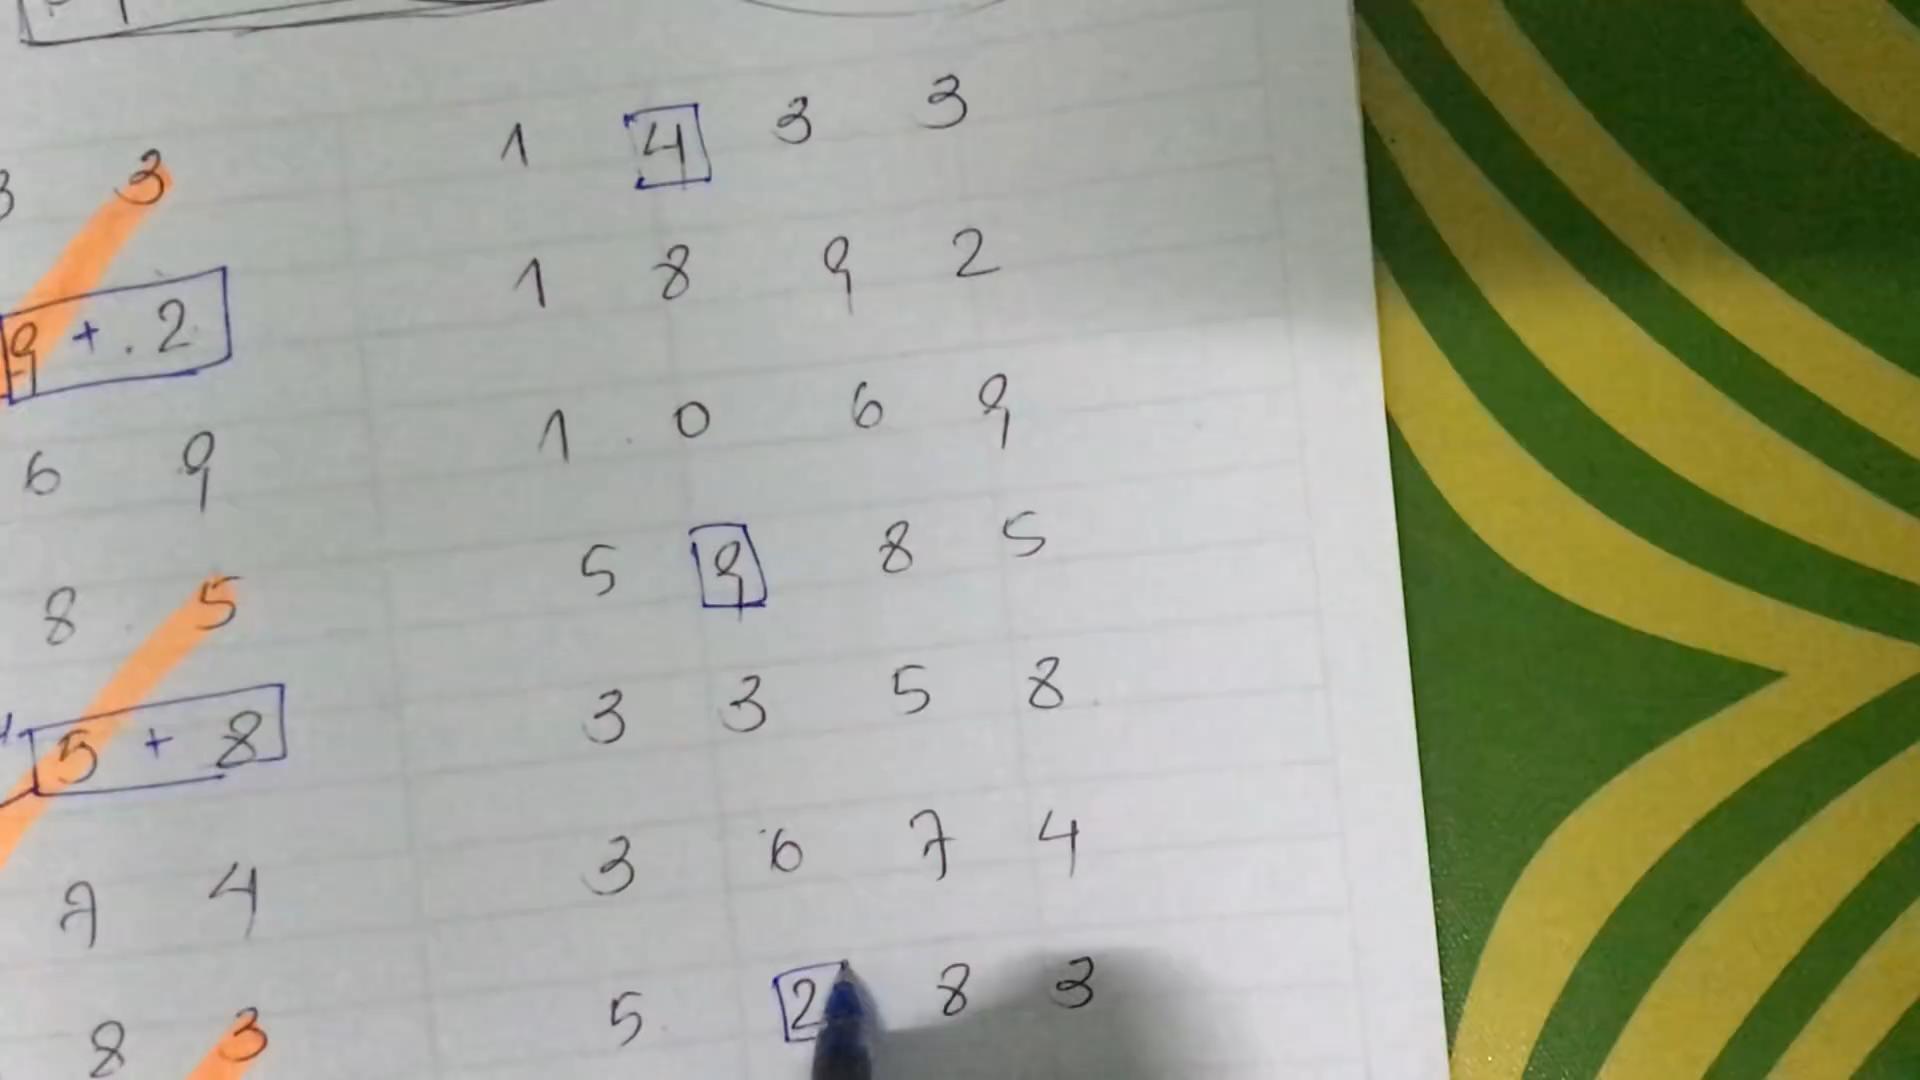 3 3 1 4 3 3
9 + . 2 1 8 9 2
6 9 1 0 6 9
8 5 5 9 8 5
5 + 8 3 3 5 8
7 4 3 6 7 4
8 3 5 2 8 3